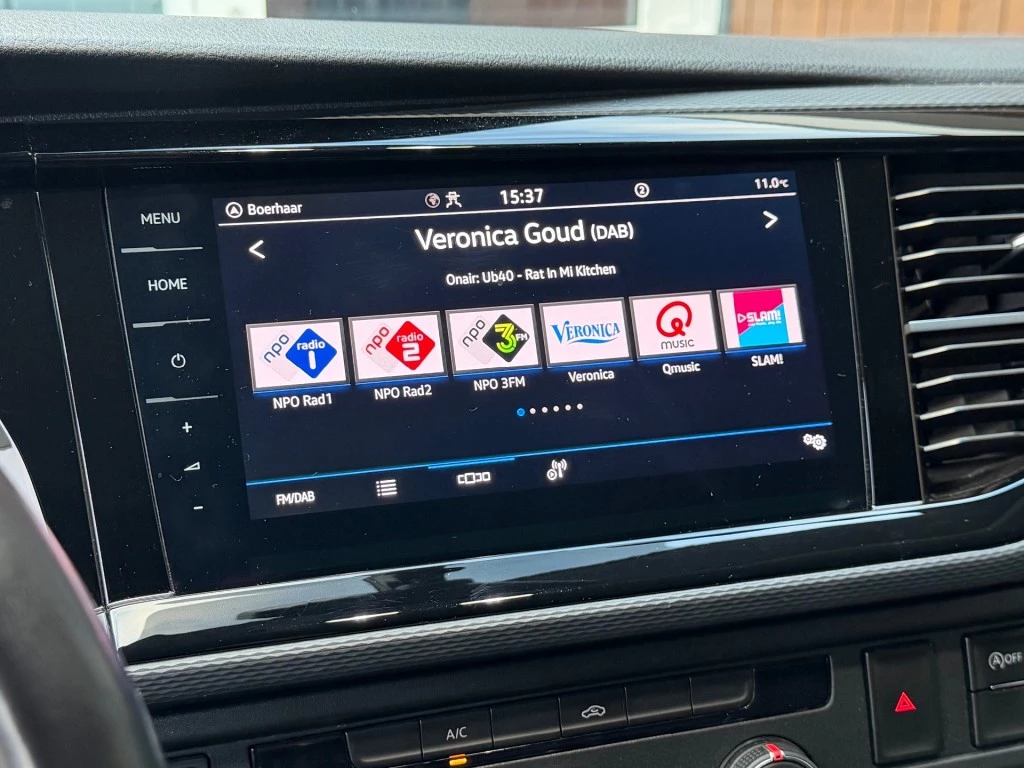 Boerhaar 15:37 2 11.0°C
MENU
Veronica Goud (DAB)
Onair: Ub40 - Rat In Mi Kitchen
HOME
npo radio 1
npo radio 2
npo 3FM
VERONICA
Q MUSIC
SLAM!
NPO Rad1
NPO Rad2
NPO 3FM
Veronica
Qmusic
SLAM!
+
-
FM/DAB
A/C
A OFF